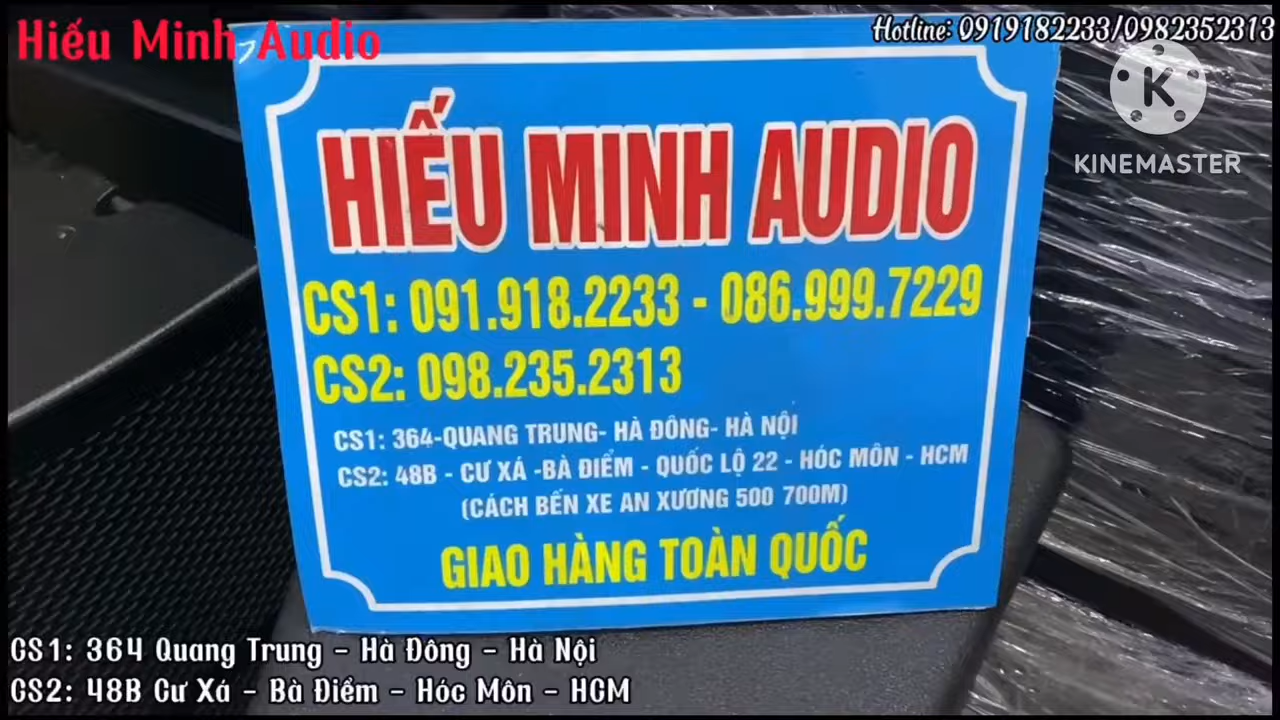 Hiếu Minh Audio
Hotline: 0919182233/0982352313
K
KINEMASTER
HIẾU MINH AUDIO
CS1: 091.918.2233 - 086.999.7229
CS2: 098.235.2313
CS1: 364-QUANG TRUNG- HÀ ĐÔNG- HÀ NỘI
CS2: 48B - CƯ XÁ -BÀ ĐIỂM - QUỐC LỘ 22 - HÓC MÔN - HCM
(CÁCH BẾN XE AN XƯƠNG 500 700M)
GIAO HÀNG TOÀN QUỐC
CS1: 364 Quang Trung - Hà Đông - Hà Nội
CS2: 48B Cư Xá - Bà Điểm - Hóc Môn - HCM